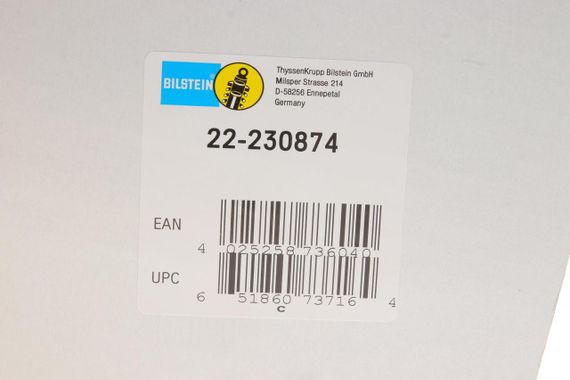 BILSTEIN
ThyssenKrupp Bilstein GmbH
Milsper Strasse 214
D-58256 Ennepetal
Germany
22-230874
EAN
4 025258 736040
UPC
6 51860 73716 4
C